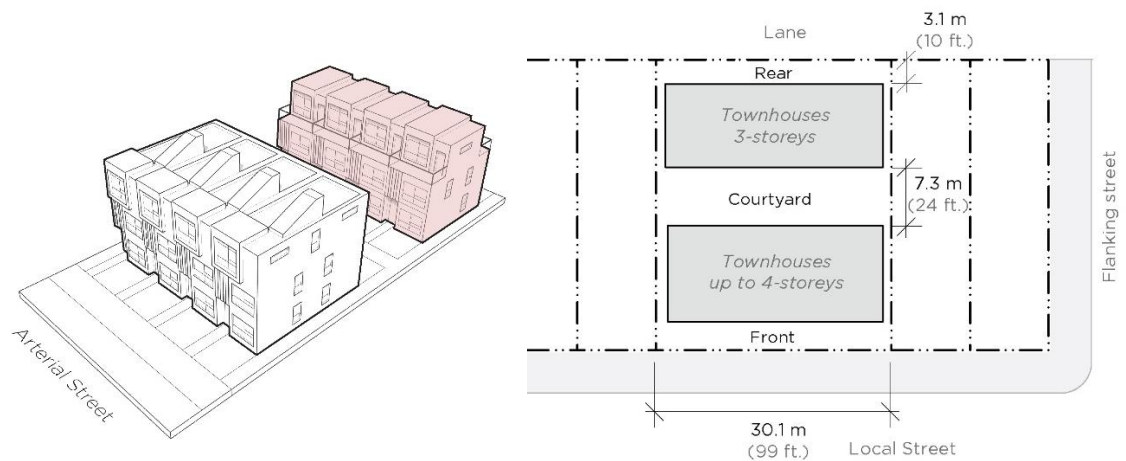 Arterial Street
Lane
3.1 m
(10 ft.)
Rear
Townhouses
3-storeys
Courtyard
7.3 m
(24 ft.)
Townhouses
up to 4-storeys
Front
Flanking street
30.1 m
(99 ft.)
Local Street